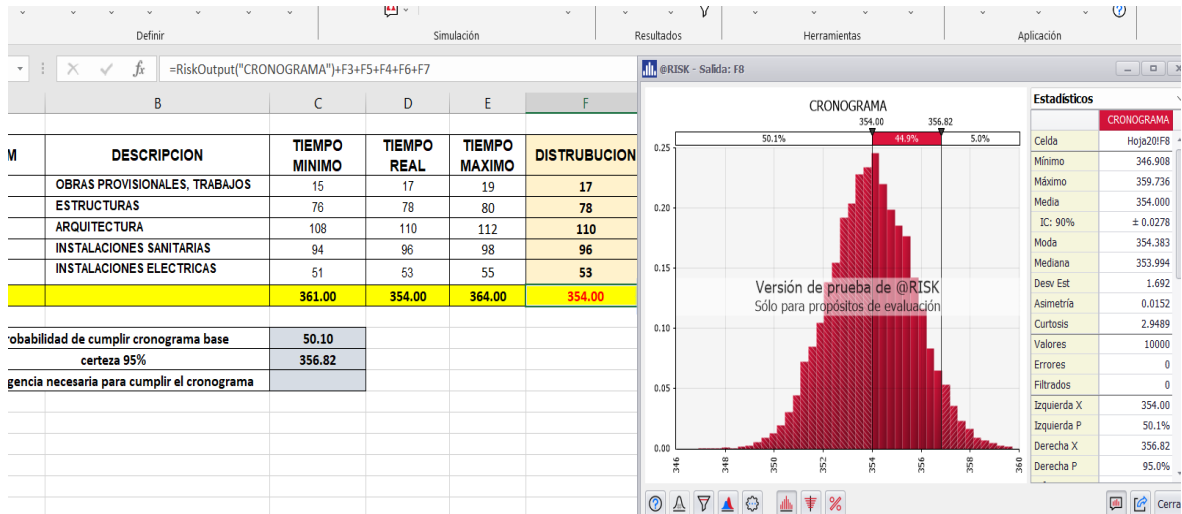 Definir Simulación Resultados Herramientas Aplicación
=RiskOutput("CRONOGRAMA")+F3+F5+F4+F6+F7
B C D E F
M DESCRIPCION TIEMPO MINIMO TIEMPO REAL TIEMPO MAXIMO DISTRUBUCION
OBRAS PROVISIONALES, TRABAJOS 15 17 19 17
ESTRUCTURAS 76 78 80 78
ARQUITECTURA 108 110 112 110
INSTALACIONES SANITARIAS 94 96 98 96
INSTALACIONES ELECTRICAS 51 53 55 53
361.00 354.00 364.00 354.00
robabilidad de cumplir cronograma base 50.10
certeza 95% 356.82
gencia necesaria para cumplir el cronograma
@RISK - Salida: F8
CRONOGRAMA
354.00 356.82
50.1% 44.9% 5.0%
0.25
0.20
0.15
0.10
0.05
0.00
346 348 350 352 354 356 358 360
Versión de prueba de @RISK
Sólo para propósitos de evaluación
Estadísticos
CRONOGRAMA
Celda Hoja20!F8
Mínimo 346.908
Máximo 359.736
Media 354.000
IC: 90% ± 0.0278
Moda 354.383
Mediana 353.994
Desv Est 1.692
Asimetría 0.0152
Curtosis 2.9489
Valores 10000
Errores 0
Filtrados 0
Izquierda X 354.00
Izquierda P 50.1%
Derecha X 356.82
Derecha P 95.0%
Cerra